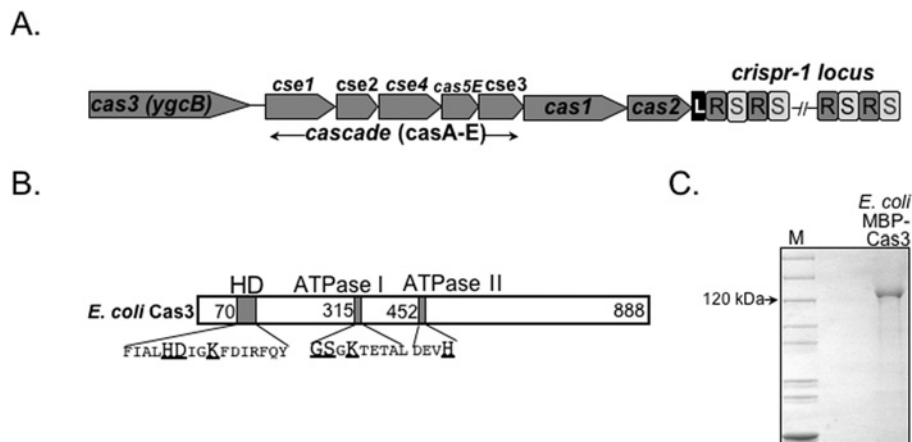 A.
cas3 (ygcB)
cse1 cse2 cse4 cas5E cse3
cas1 cas2
crispr-1 locus
L R S R S -//- R S R S
cascade (casA-E)
B.
HD ATPase I ATPase II
E. coli Cas3 70 315 452 888
FIALHDIGKFDIRFQY GSGKTETAL DEVH
C.
E. coli
MBP-
Cas3
M
120 kDa